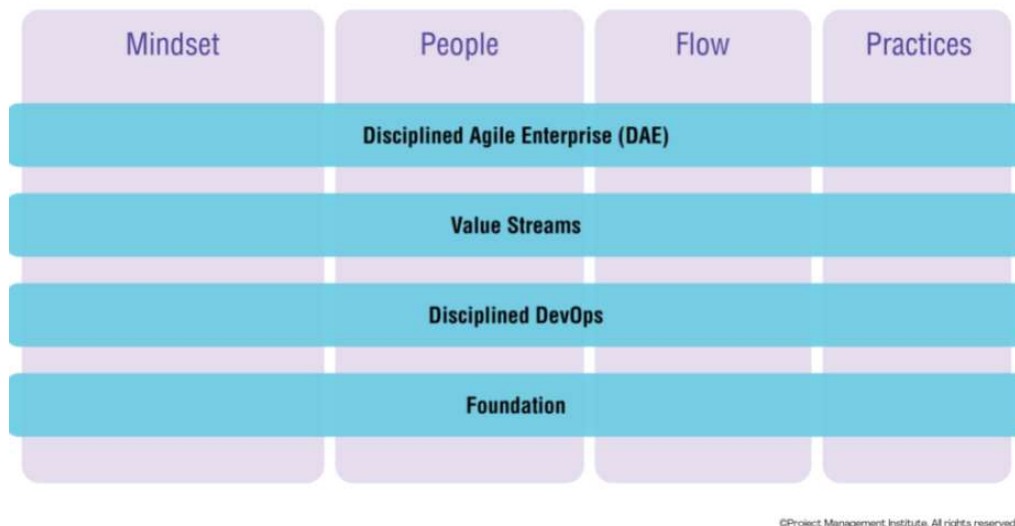 Mindset People Flow Practices
Disciplined Agile Enterprise (DAE)
Value Streams
Disciplined DevOps
Foundation
©Project Management Institute. All rights reserved